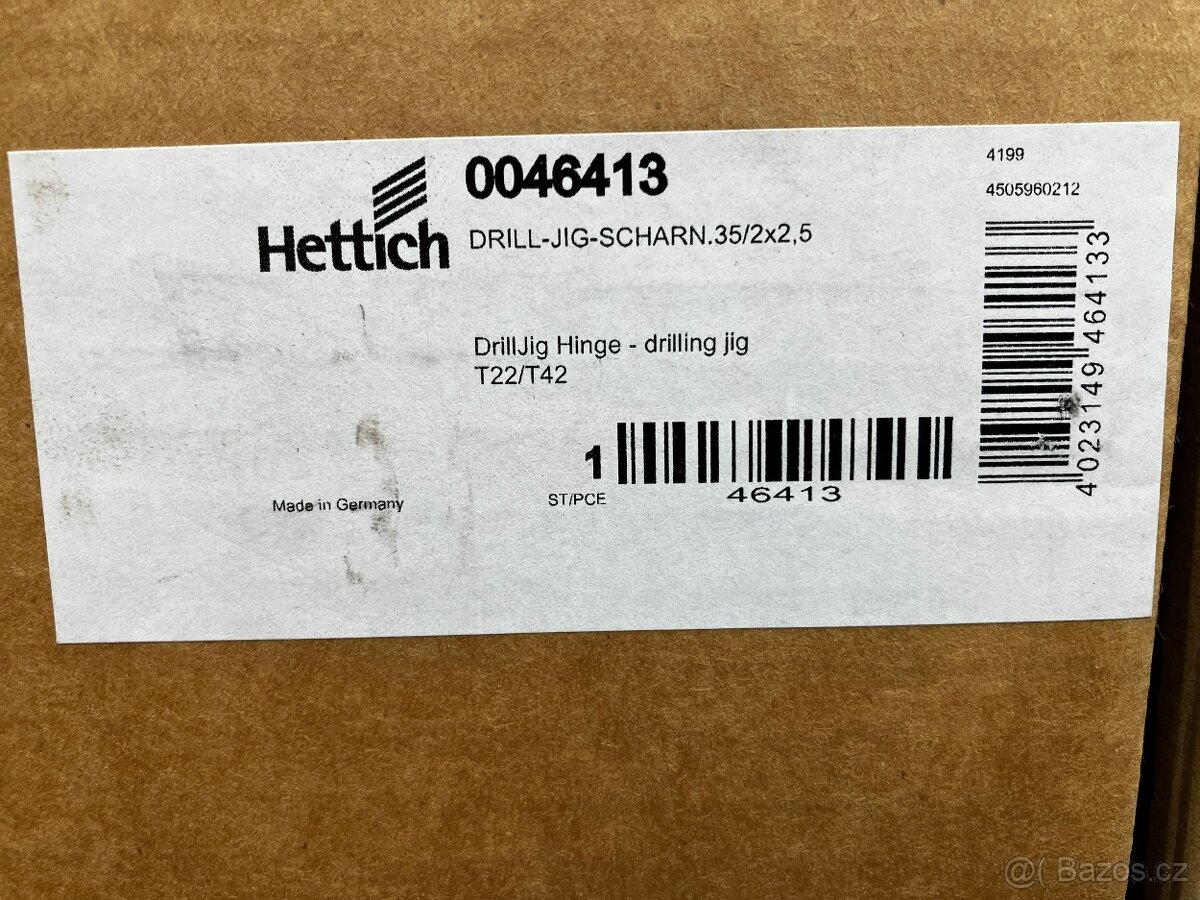 Hettich
0046413
DRILL-JIG-SCHARN.35/2x2,5
DrillJig Hinge - drilling jig
T22/T42
Made in Germany
1
ST/PCE
46413
4199
4505960212
4 023149 464133
@( Bazos.cz